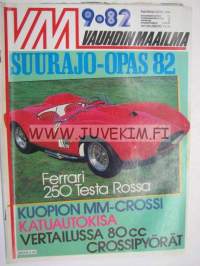 VM
9•82
VAUHDIN MAAILMA
SUURAJO-OPAS 82
WWW.JUVEKIM.FI
Ferrari
250 Testa Rossa
KUOPION MM-CROSSI
KATUAUTOKISA
VERTAILUSSA 80 CC
CROSSIPYÖRÄT